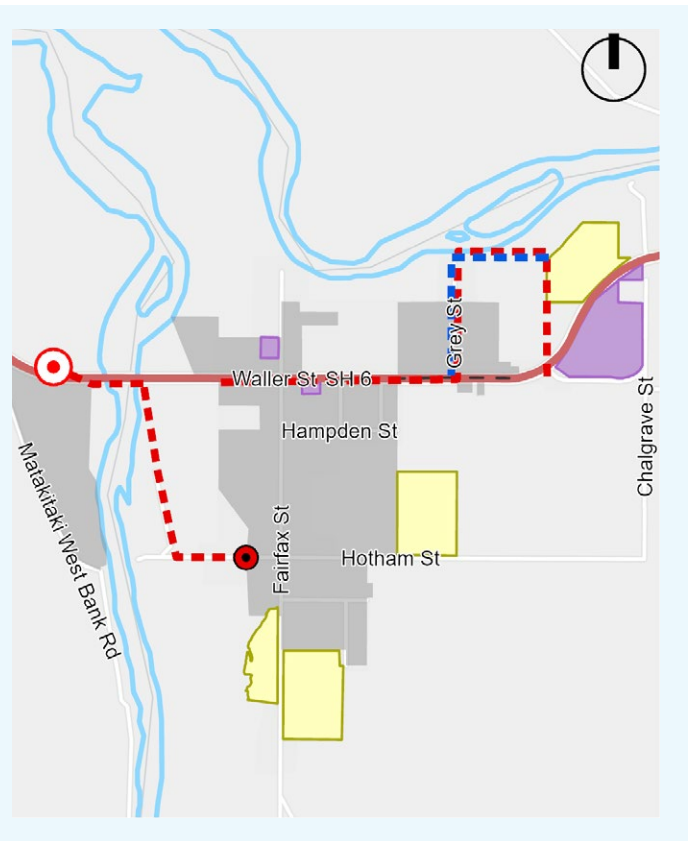 Grey St
Waller St SH 6
Hampden St
Chalgrave St
Matakitaki West Bank Rd
Fairfax St
Hotham St